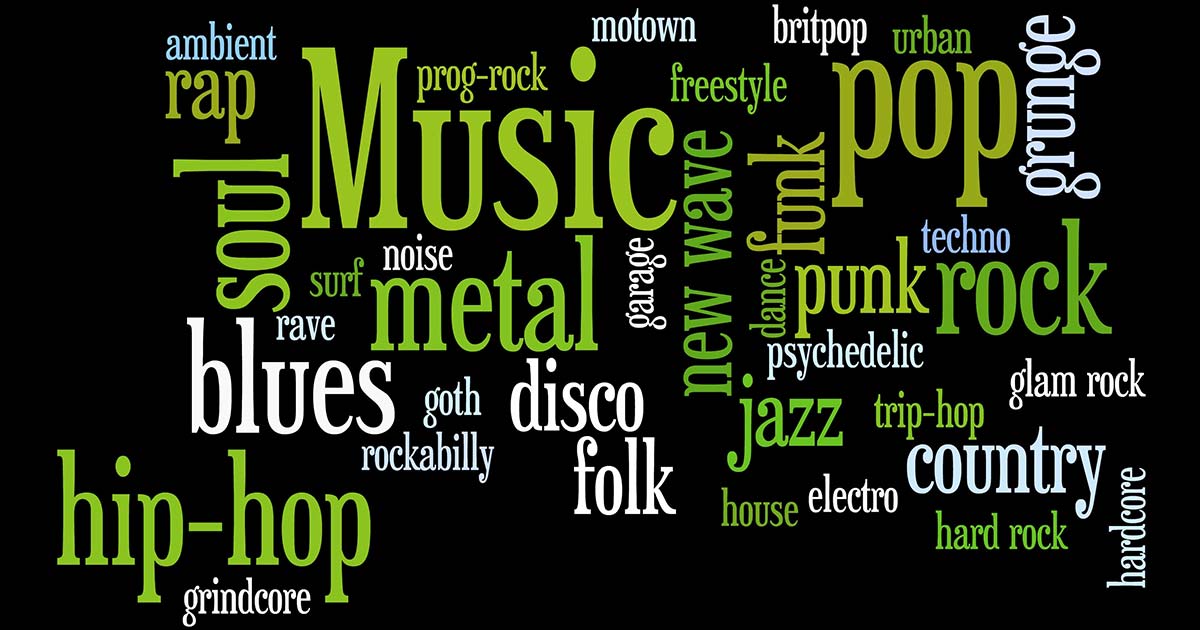 motown
britpop
urban
grunge
ambient
prog-rock
freestyle
pop
rap
Music
soul
new wave
funk
noise
garage
techno
surf
metal
dance
punk
rock
rave
psychedelic
blues
goth
disco
glam rock
jazz
trip-hop
rockabilly
folk
country
hip-hop
house
electro
hard rock
hardcore
grindcore